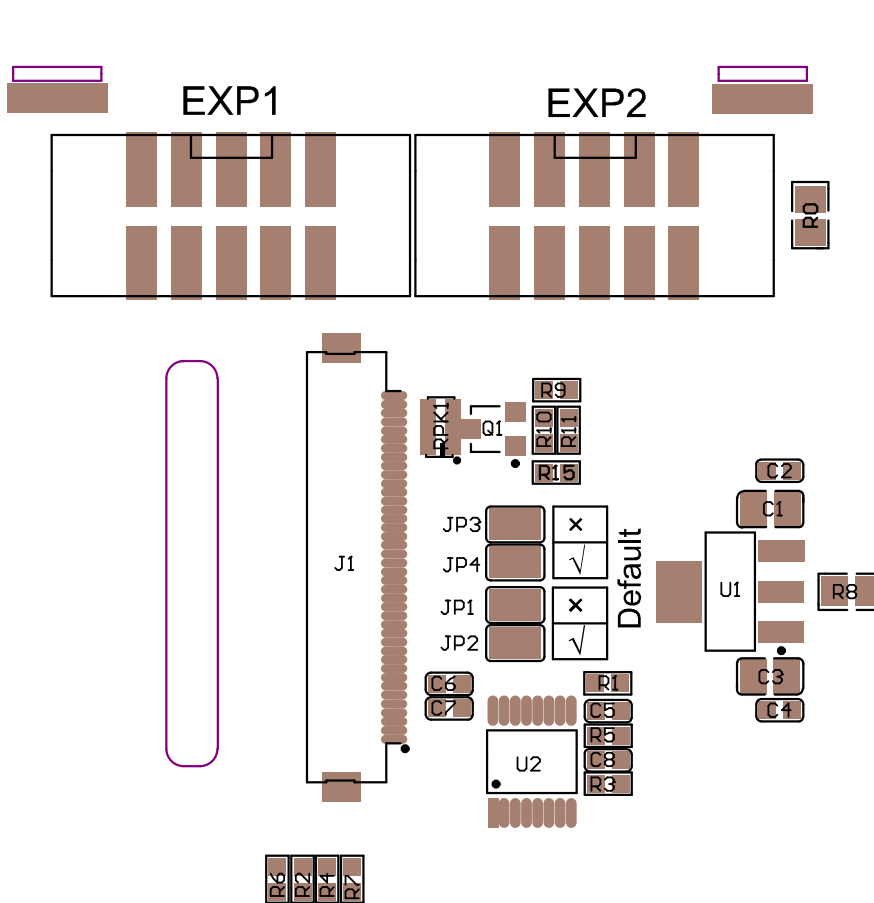 EXP1 EXP2
R0
R9
RPK1 Q1 R10 R11
R15
C2
C1
JP3 × Default
JP4 √
J1
U1 R8
JP1 ×
JP2 √
C6 R1 C3
C7 C5 C4
R5
U2 C8
R3
R6 R2 R4 R7